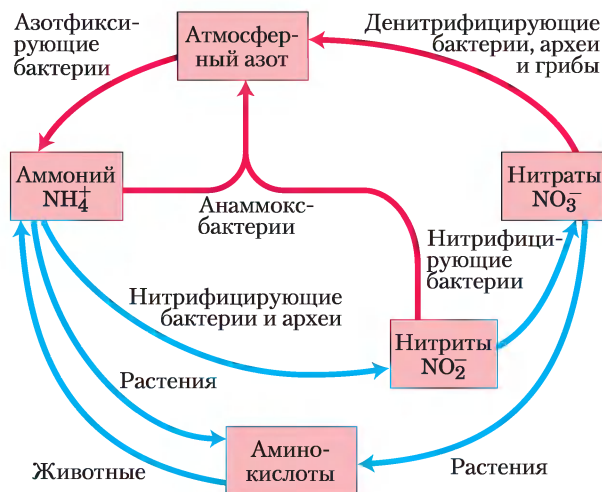 Азотфикси-
рующие
бактерии
Атмосфер-
ный азот
Денитрифицирующие
бактерии, археи
и грибы
Аммоний
NH₄⁺
Нитраты
NO₃⁻
Анаммокс-
бактерии
Нитрифици-
рующие
бактерии
Нитрифицирующие
бактерии и археи
Нитриты
NO₂⁻
Растения
Амино-
кислоты
Животные
Растения